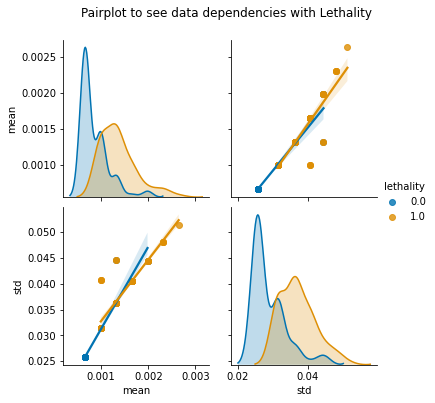 Pairplot to see data dependencies with Lethality
0.0025
0.0020
0.0015
0.0010
mean
lethality
0.0
1.0
0.050
0.045
0.040
0.035
0.030
0.025
std
0.001 0.002 0.003
mean
0.02 0.04
std